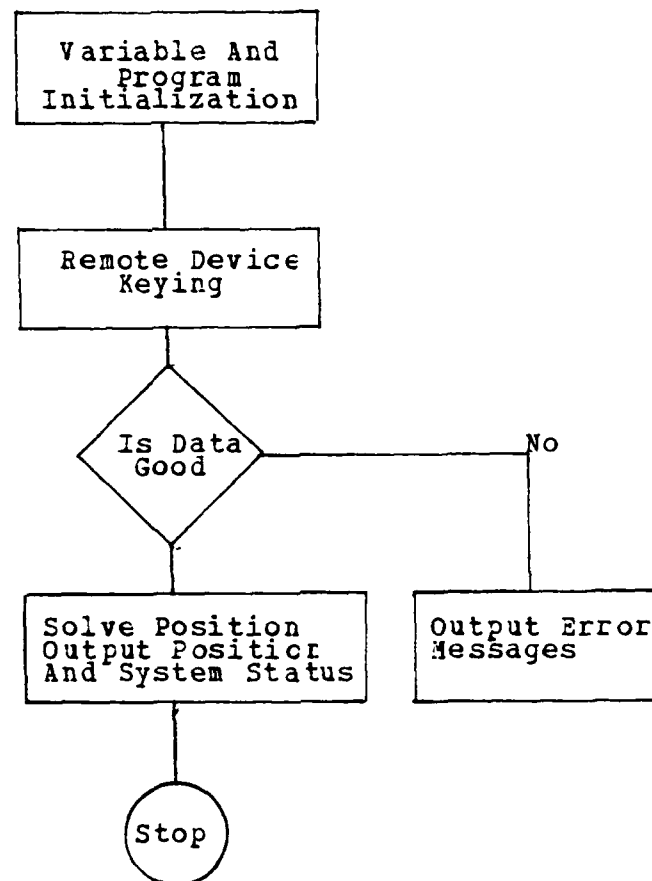 Variable And
Program
Initialization
Remote Device
Keying
Is Data
Good
No
Solve Position
Output Position
And System Status
Output Error
Messages
Stop